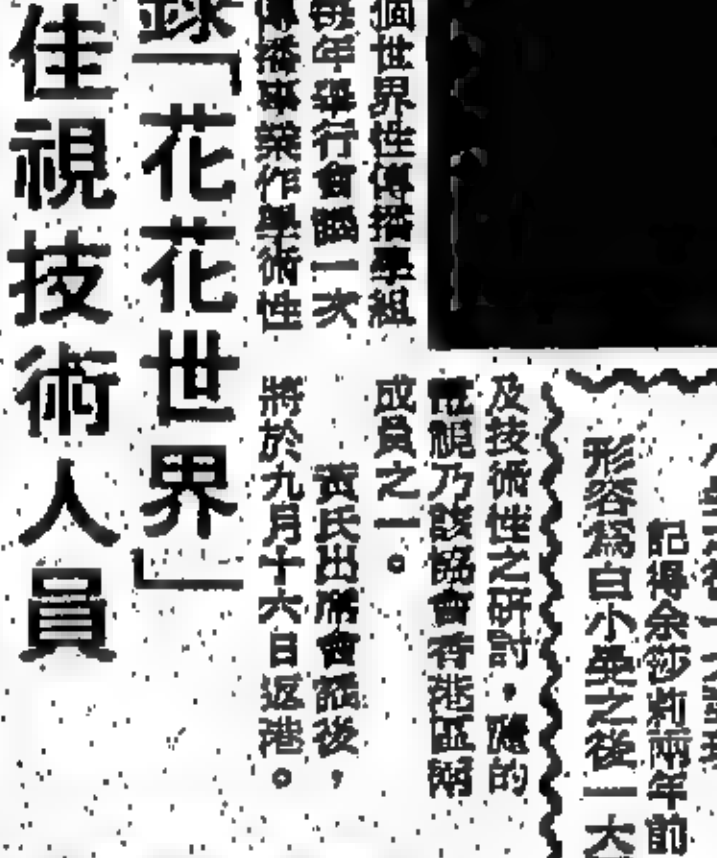 記得余莎莉兩年前
形容為白小曼之後一大
個世界性傳播學組
每年舉行會議一次
傳播事業作學術性
及技術性之研討，麗的
電視乃該協會香港區兩
成員之一。
黃氏出席會議後，
將於九月十六日返港。
錄「花花世界」
佳視技術人員